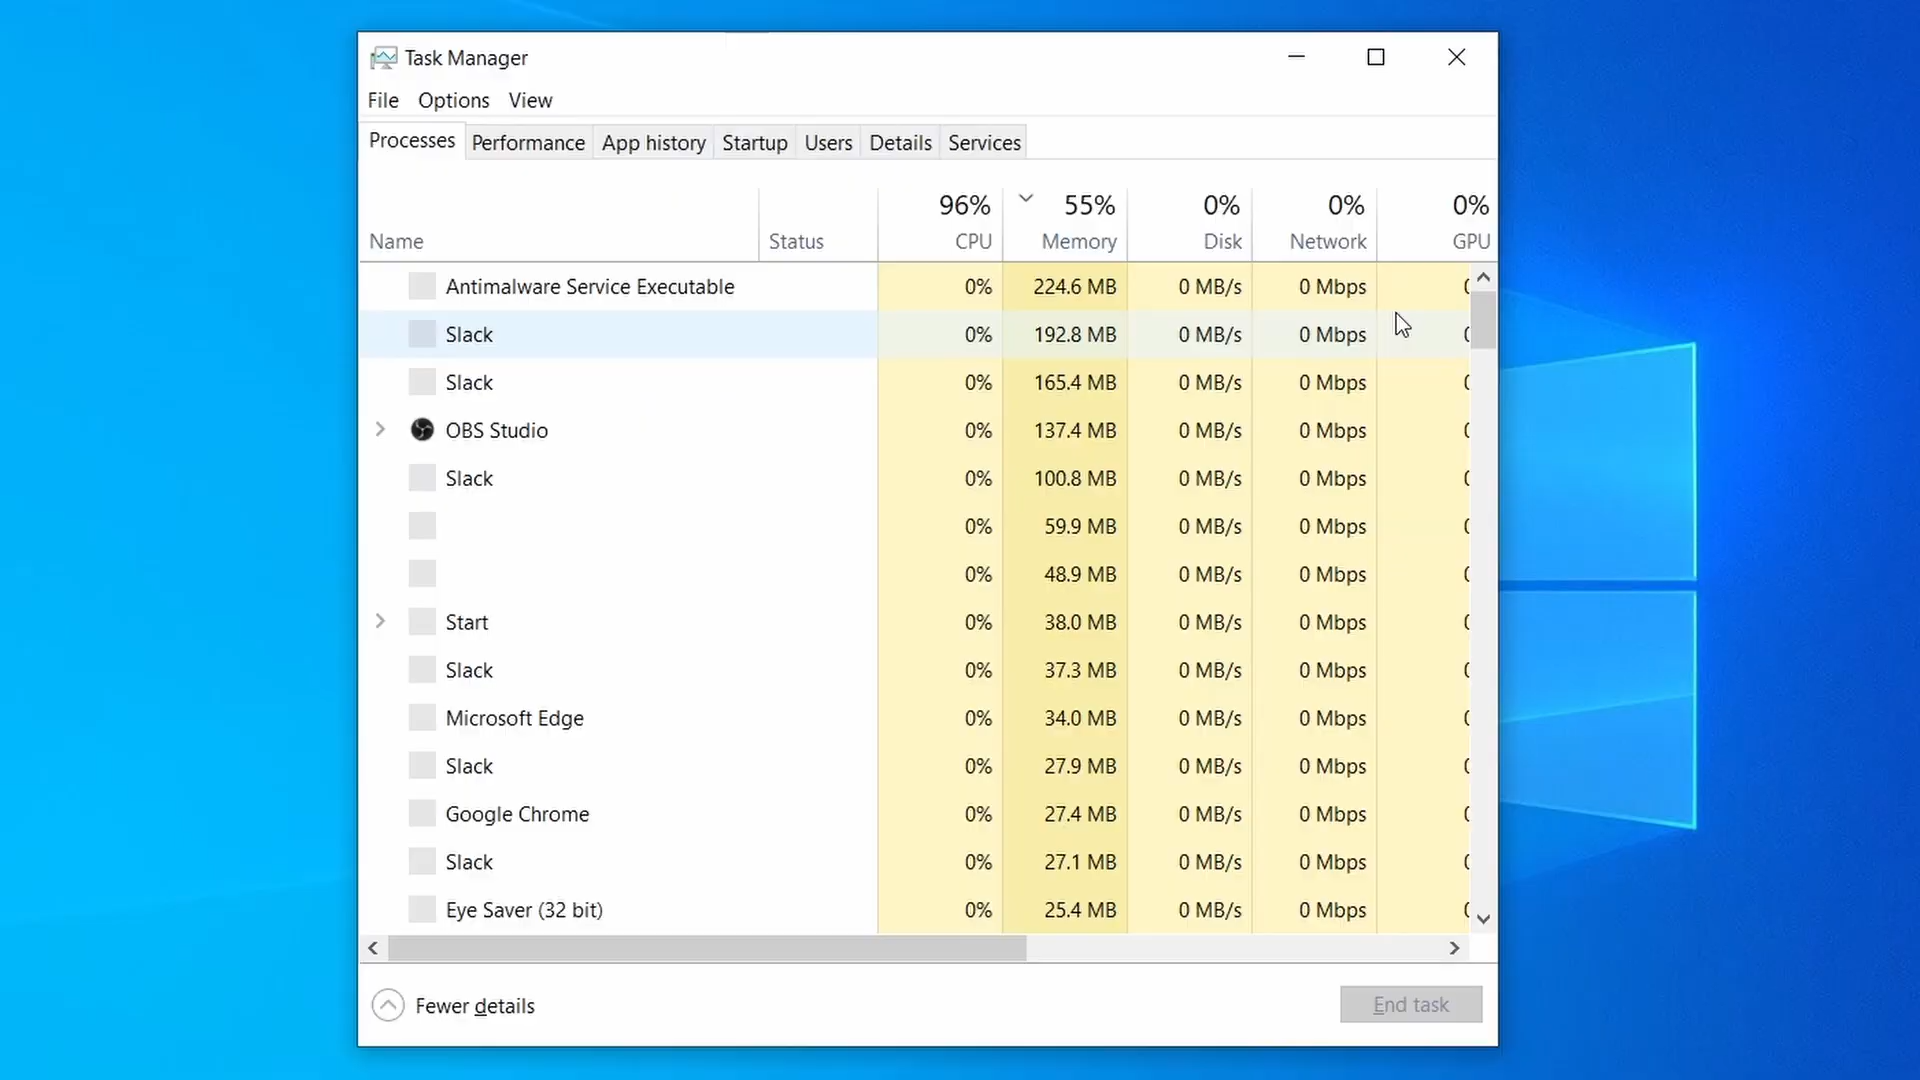 Task Manager
File Options View
Processes Performance App history Startup Users Details Services
96% 55% 0% 0% 0%
Name Status CPU Memory Disk Network GPU
Antimalware Service Executable 0% 224.6 MB 0 MB/s 0 Mbps
Slack 0% 192.8 MB 0 MB/s 0 Mbps
Slack 0% 165.4 MB 0 MB/s 0 Mbps
OBS Studio 0% 137.4 MB 0 MB/s 0 Mbps
Slack 0% 100.8 MB 0 MB/s 0 Mbps
0% 59.9 MB 0 MB/s 0 Mbps
0% 48.9 MB 0 MB/s 0 Mbps
Start 0% 38.0 MB 0 MB/s 0 Mbps
Slack 0% 37.3 MB 0 MB/s 0 Mbps
Microsoft Edge 0% 34.0 MB 0 MB/s 0 Mbps
Slack 0% 27.9 MB 0 MB/s 0 Mbps
Google Chrome 0% 27.4 MB 0 MB/s 0 Mbps
Slack 0% 27.1 MB 0 MB/s 0 Mbps
Eye Saver (32 bit) 0% 25.4 MB 0 MB/s 0 Mbps
Fewer details End task